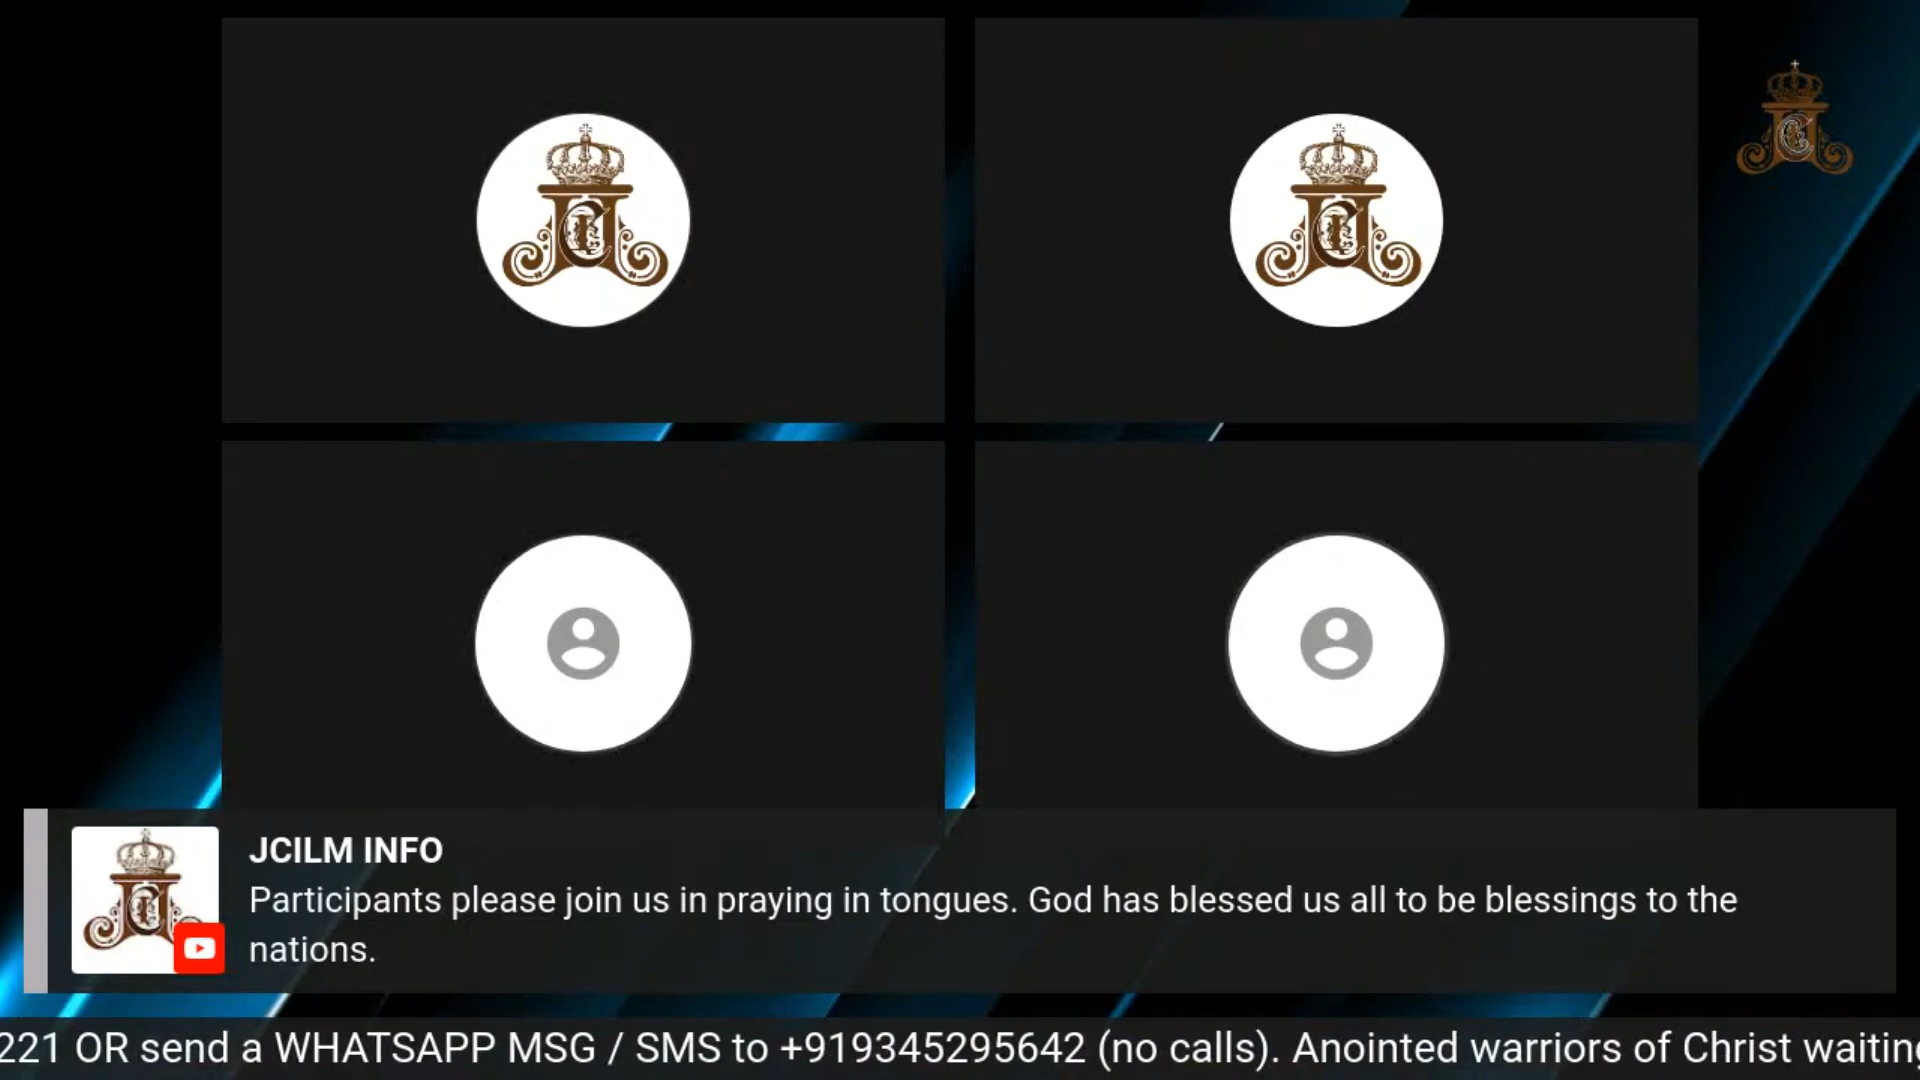 JCILM INFO
Participants please join us in praying in tongues. God has blessed us all to be blessings to the
nations.
221 OR send a WHATSAPP MSG / SMS to +919345295642 (no calls). Anointed warriors of Christ waiting